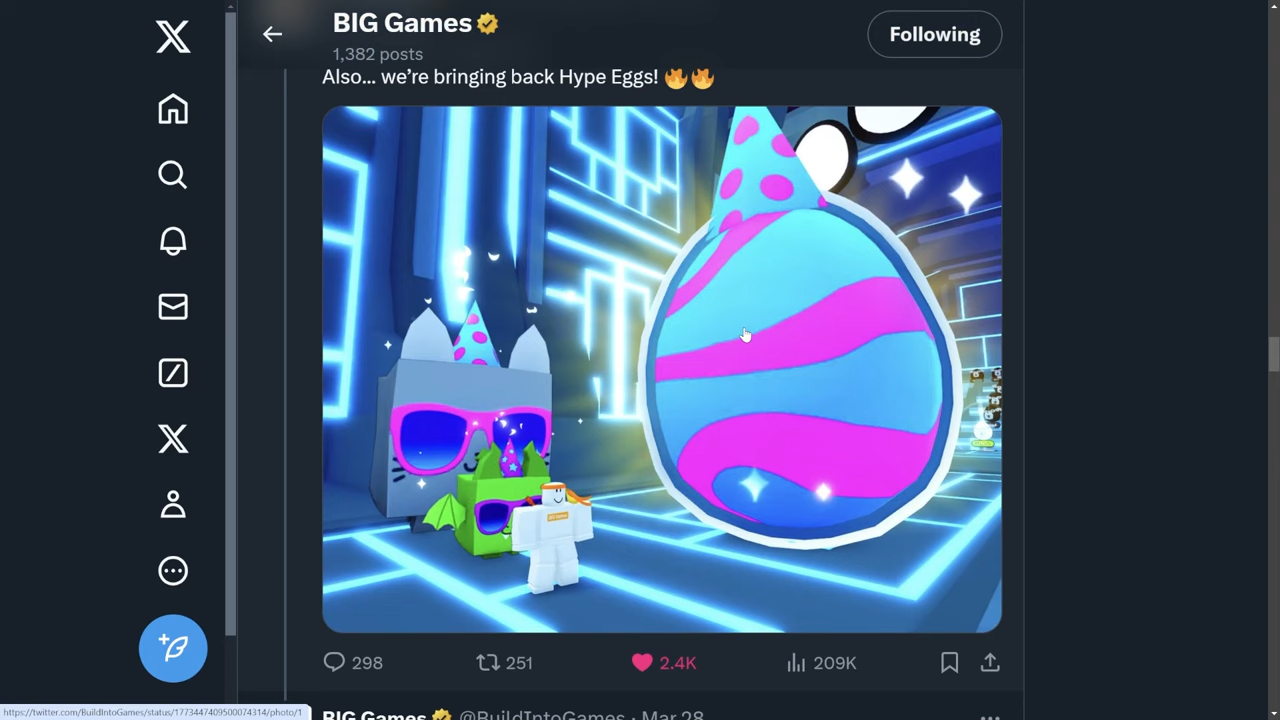 BIG Games
1,382 posts
Following
Also... we’re bringing back Hype Eggs! 🔥🔥
298 251 2.4K 209K
BIG Games @BuildIntoGames · Mar 28
https://twitter.com/BuildIntoGames/status/1773447409500074314/photo/1